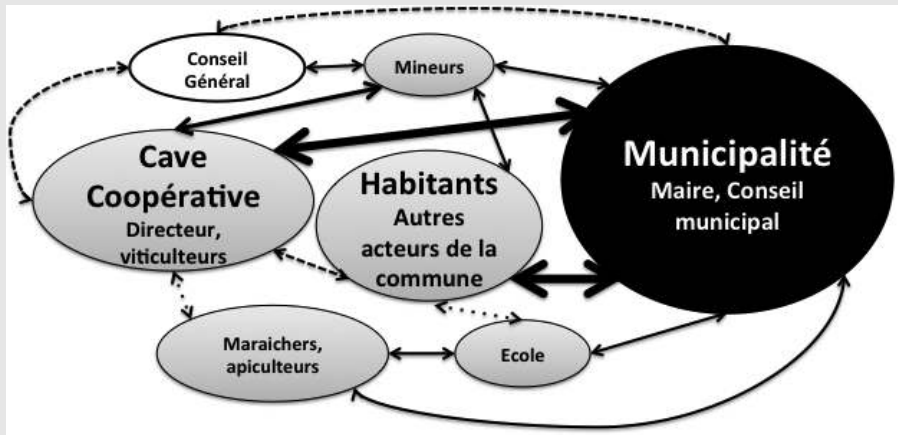 Conseil
Général
Mineurs
Cave
Coopérative
Directeur,
viticulteurs
Habitants
Autres
acteurs de la
commune
Municipalité
Maire, Conseil
municipal
Maraichers,
apiculteurs
Ecole